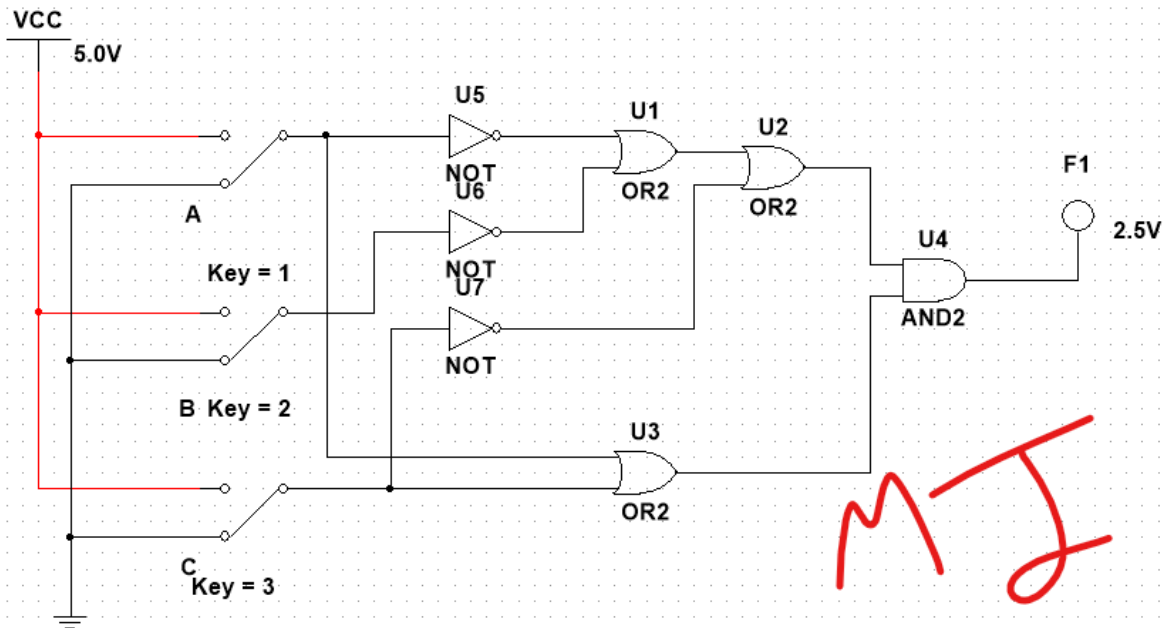 VCC
5.0V
U5
NOT
U1
OR2
U2
OR2
F1
2.5V
A
Key = 1
U6
NOT
U4
AND2
U7
NOT
B Key = 2
U3
OR2
C
Key = 3
MJ